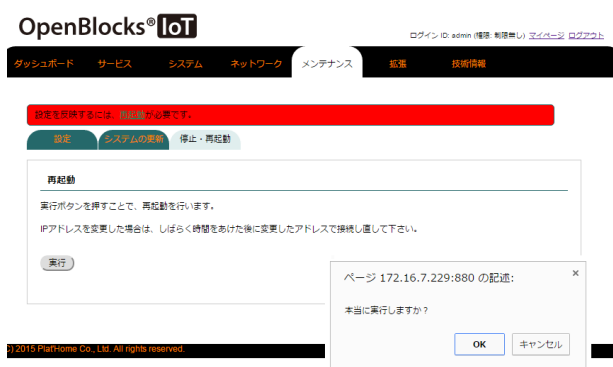 OpenBlocks® IoT
ログイン ID: admin (権限: 制限無し) マイページ ログアウト
ダッシュボード サービス システム ネットワーク メンテナンス 拡張 技術情報
設定を反映するには、再起動が必要です。
設定 システムの更新 停止・再起動
再起動
実行ボタンを押すことで、再起動を行います。
IPアドレスを変更した場合は、しばらく時間をあけた後に変更したアドレスで接続し直して下さい。
実行
ページ 172.16.7.229:880 の記述: ×
本当に実行しますか？
OK キャンセル
C) 2015 Plat'Home Co., Ltd. All rights reserved.